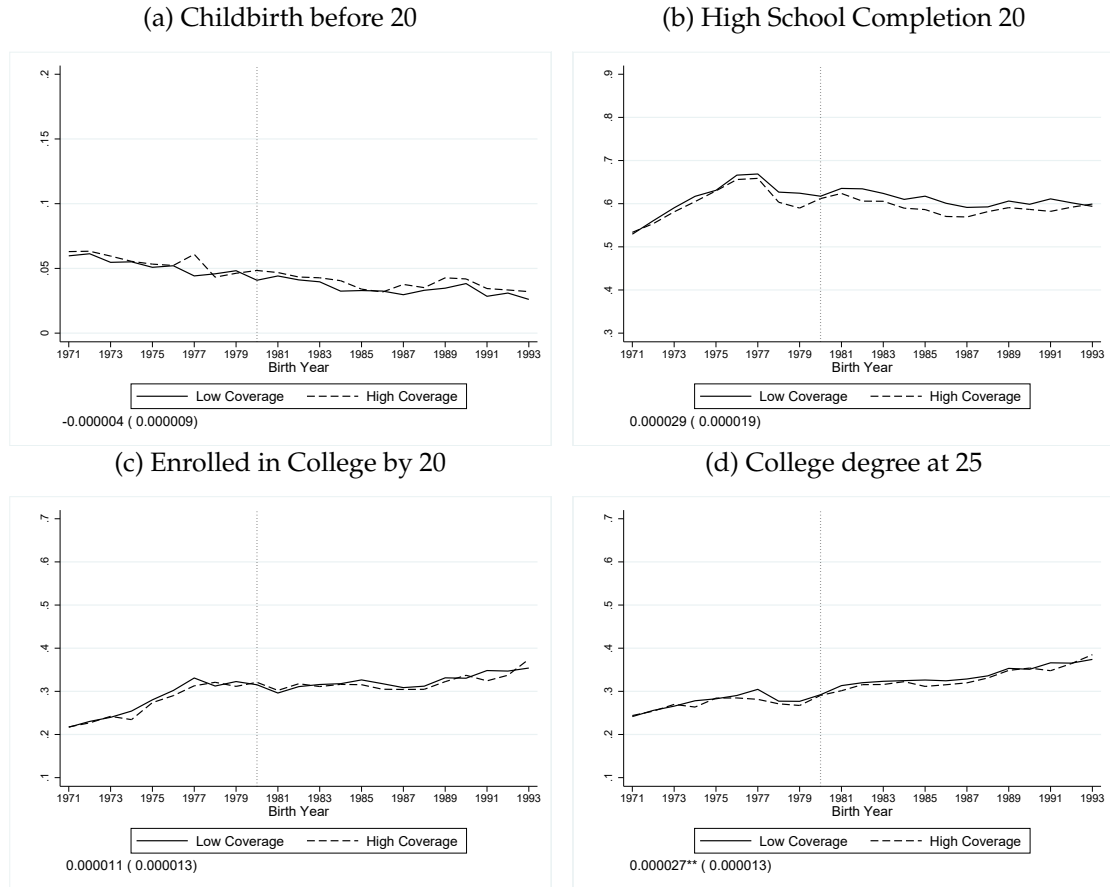 (a) Childbirth before 20
.2
.15
.1
.05
0
1971 1973 1975 1977 1979 1981 1983 1985 1987 1989 1991 1993
Birth Year
Low Coverage High Coverage
-0.000004 ( 0.000009)
(b) High School Completion 20
.9
.8
.7
.6
.5
.4
.3
1971 1973 1975 1977 1979 1981 1983 1985 1987 1989 1991 1993
Birth Year
Low Coverage High Coverage
0.000029 ( 0.000019)
(c) Enrolled in College by 20
.7
.6
.5
.4
.3
.2
.1
1971 1973 1975 1977 1979 1981 1983 1985 1987 1989 1991 1993
Birth Year
Low Coverage High Coverage
0.000011 ( 0.000013)
(d) College degree at 25
.7
.6
.5
.4
.3
.2
.1
1971 1973 1975 1977 1979 1981 1983 1985 1987 1989 1991 1993
Birth Year
Low Coverage High Coverage
0.000027** ( 0.000013)